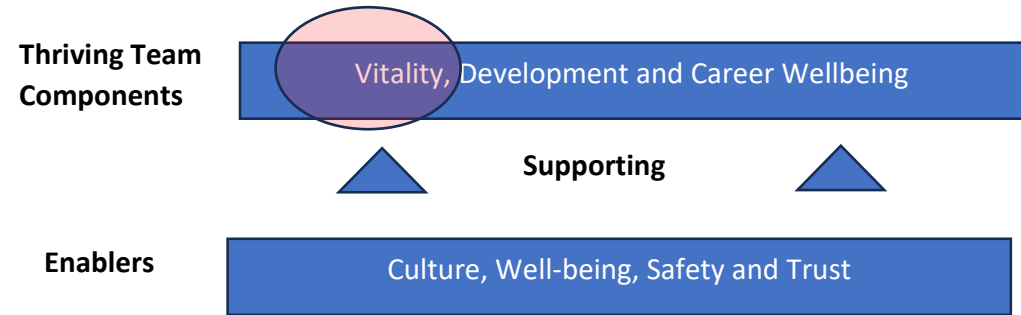 Thriving Team
Components
Vitality, Development and Career Wellbeing
Supporting
Enablers
Culture, Well-being, Safety and Trust